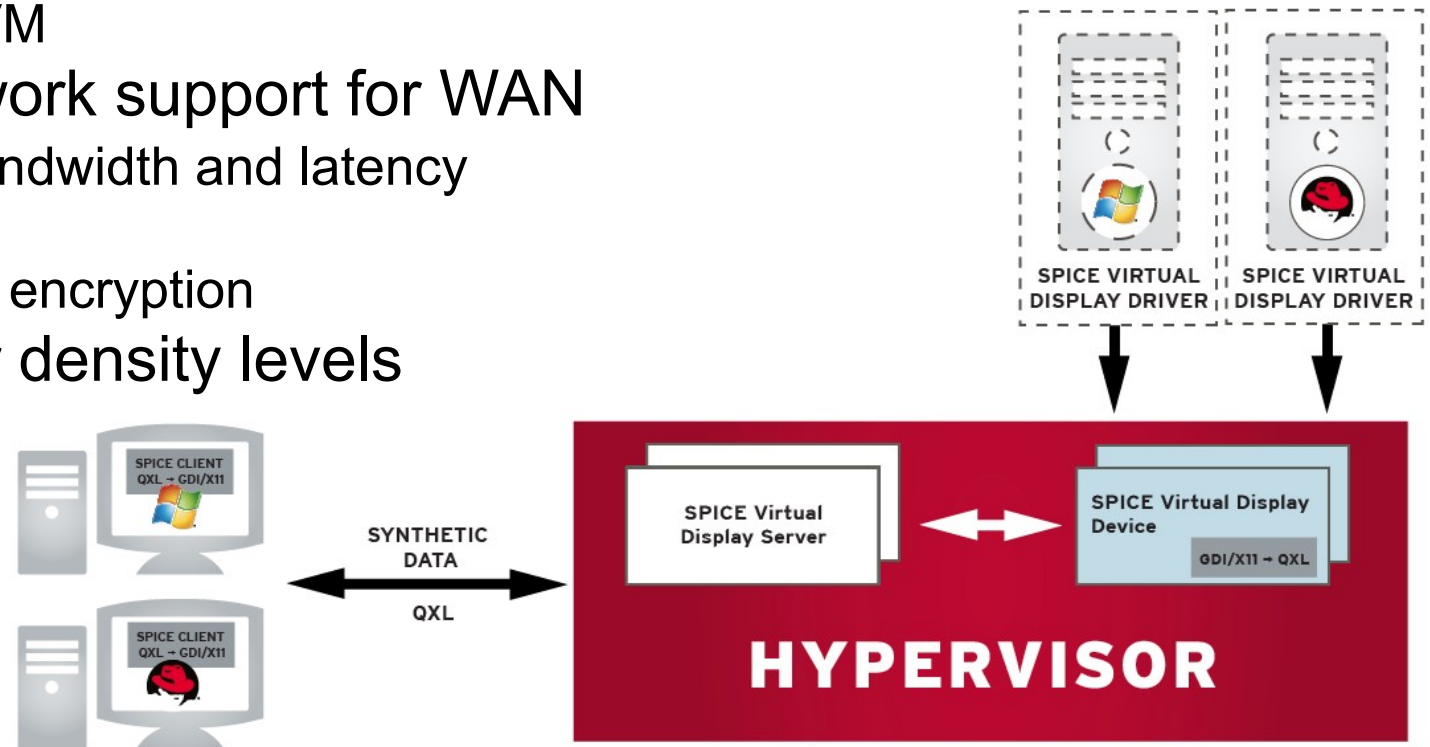 VM
work support for WAN
ndwidth and latency
encryption
density levels
SPICE VIRTUAL
DISPLAY DRIVER
SPICE VIRTUAL
DISPLAY DRIVER
SPICE CLIENT
QXL → GDI/X11
SYNTHETIC
DATA
QXL
SPICE CLIENT
QXL → GDI/X11
SPICE Virtual
Display Server
SPICE Virtual Display
Device
GDI/X11 → QXL
HYPERVISOR